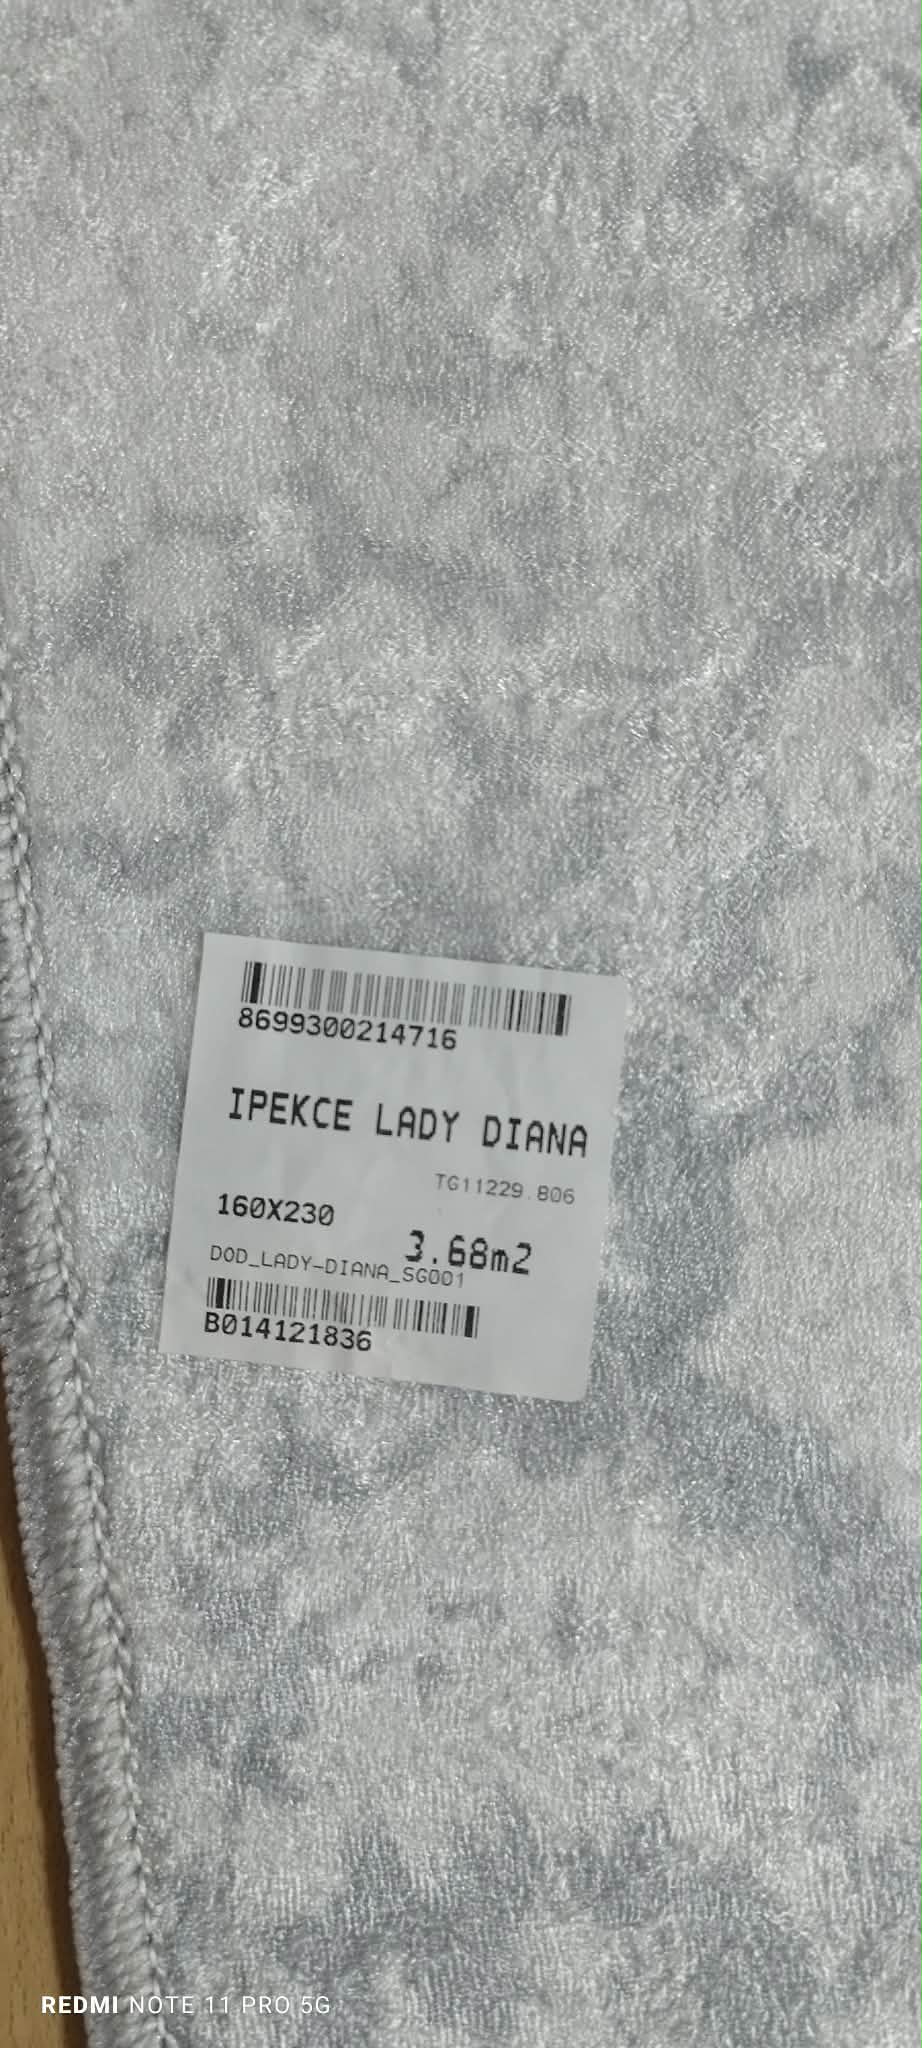 8699300214716
IPEKCE LADY DIANA
TG11229.806
160X230
3.68m2
DOD_LADY-DIANA_SG001
B014121836
REDMI NOTE 11 PRO 5G